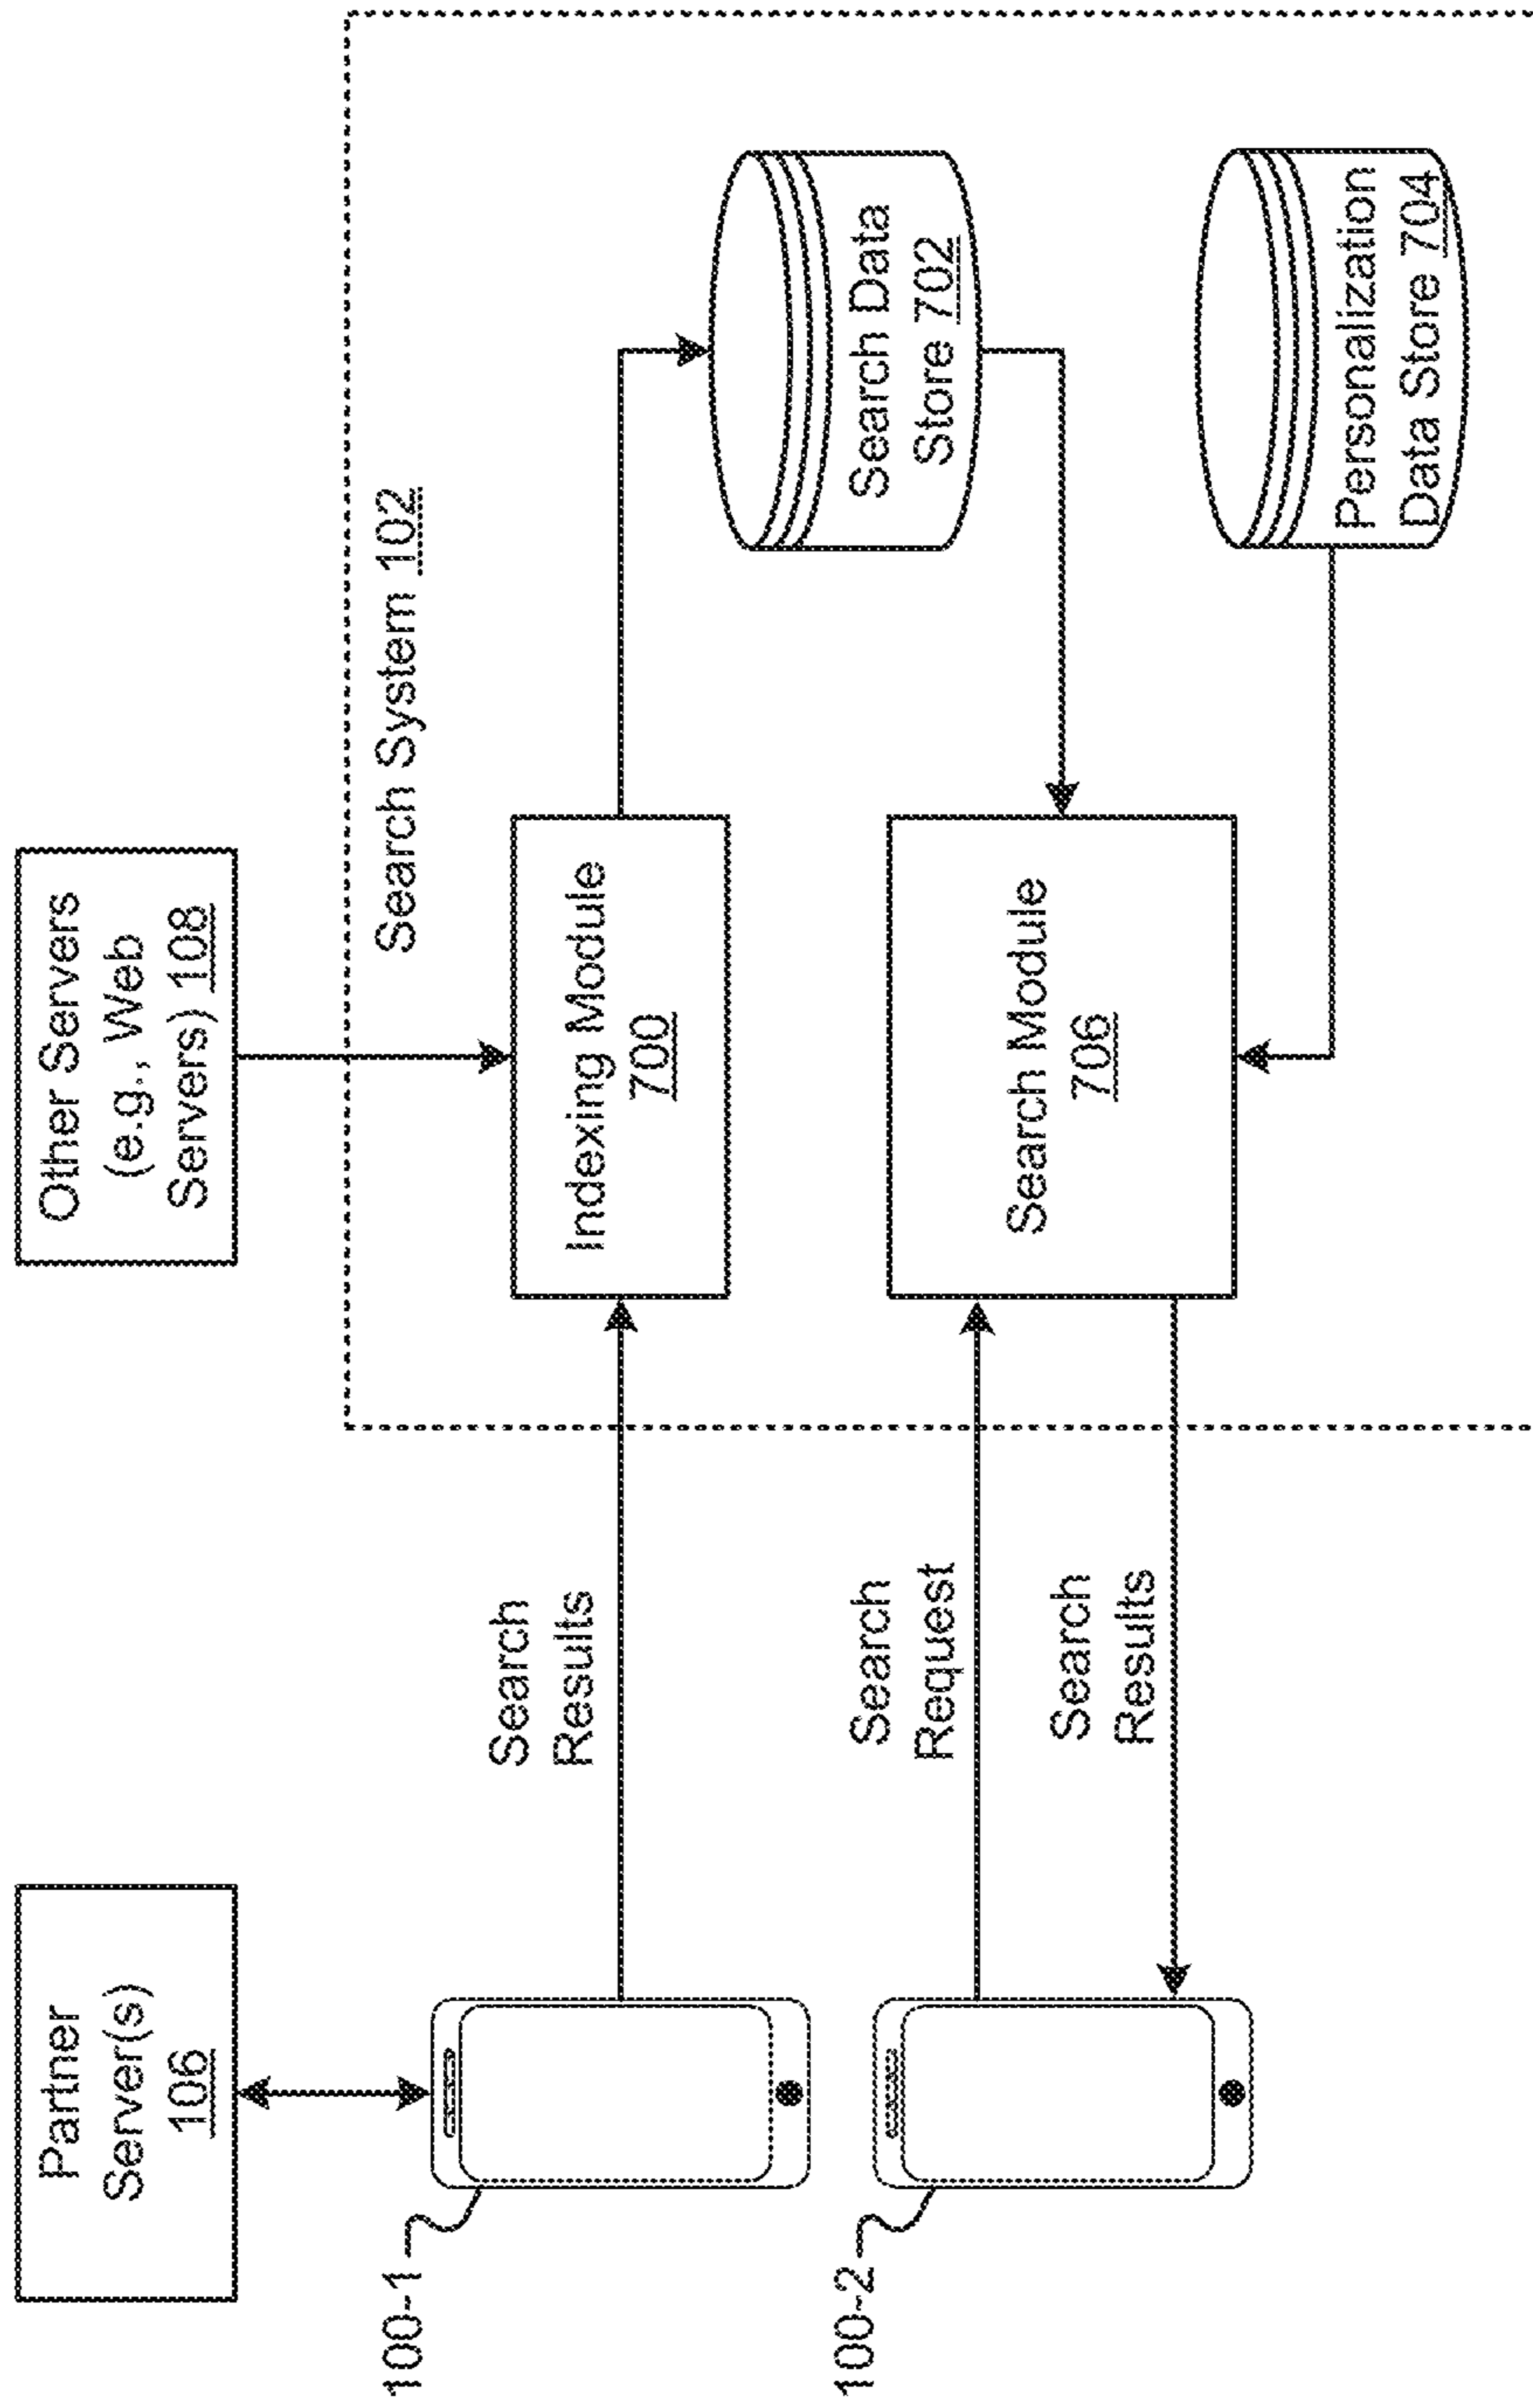 Partner
Server(s)
106
Other Servers
(e.g., Web
Servers) 108
Search System 102
100-1
Search
Results
Indexing Module
700
Search Data
Store 702
100-2
Search
Request
Search
Results
Search Module
706
Personalization
Data Store 704